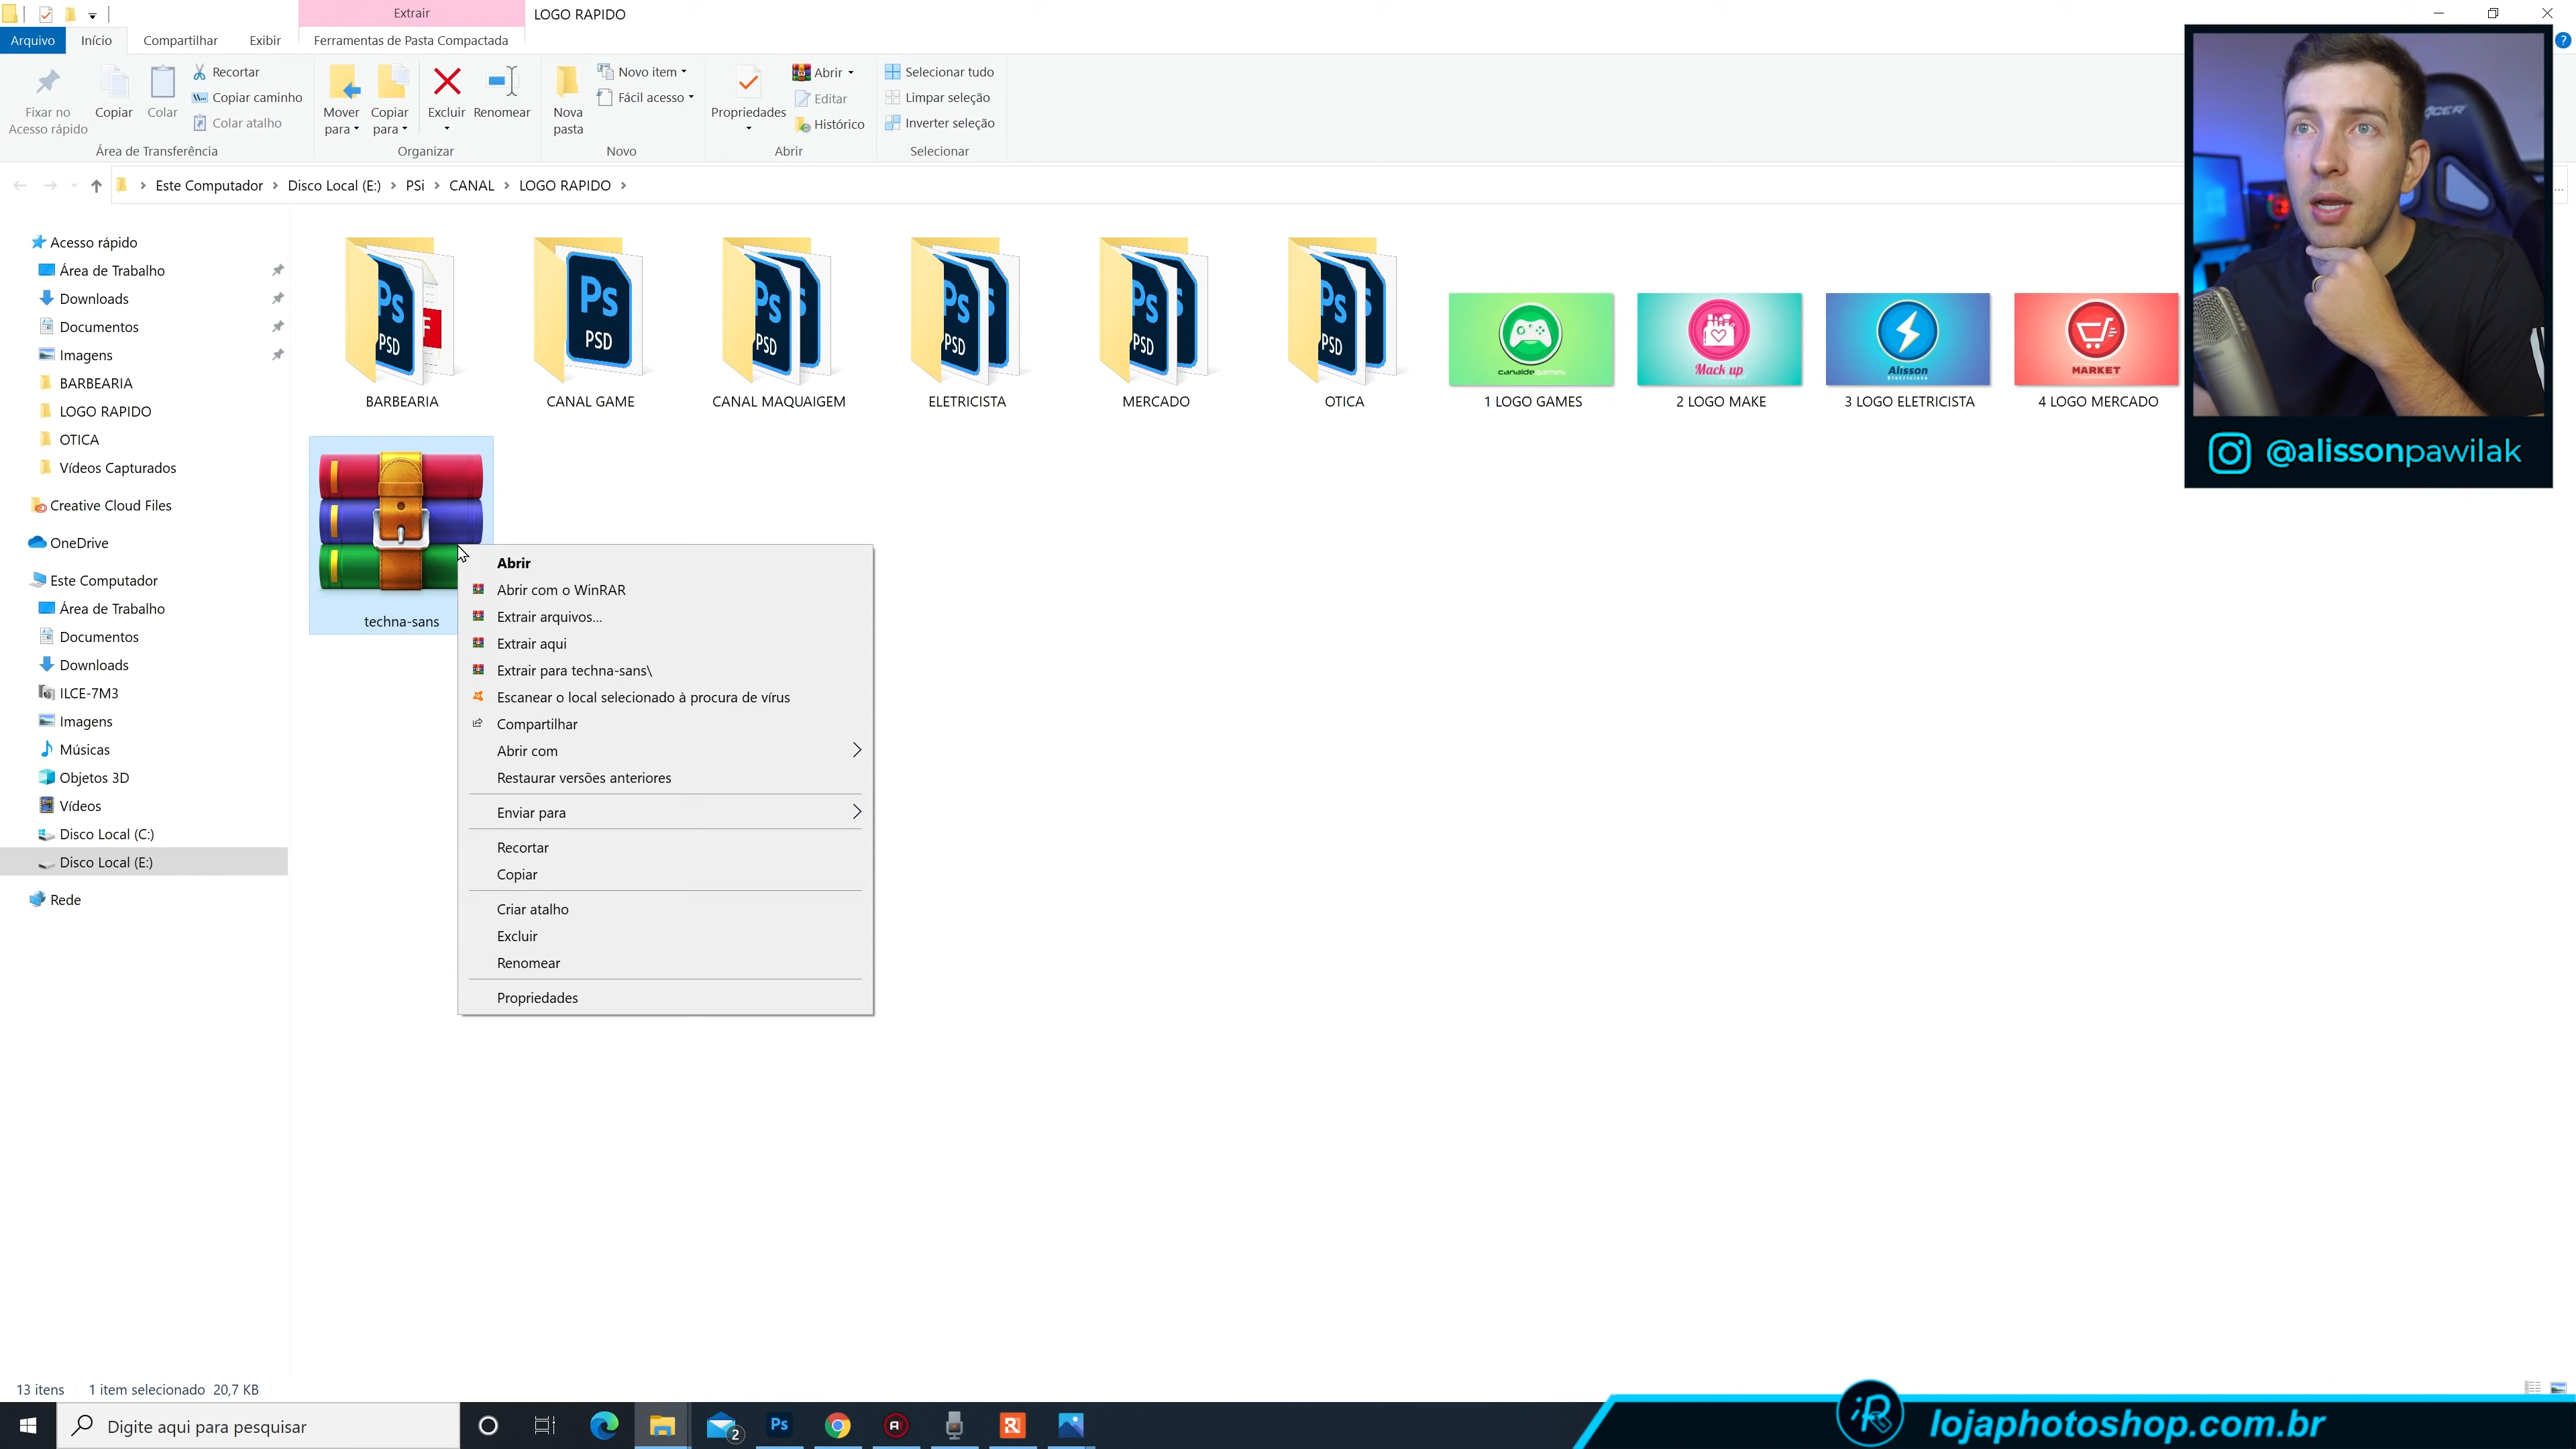 Extrair
LOGO RAPIDO
Arquivo
Início
Compartilhar
Exibir
Ferramentas de Pasta Compactada
Fixar no
Acesso rápido
Copiar
Colar
Recortar
Copiar caminho
Colar atalho
Área de Transferência
Mover
para
Copiar
para
Excluir
Renomear
Organizar
Nova
pasta
Novo item
Fácil acesso
Novo
Propriedades
Abrir
Editar
Histórico
Abrir
Selecionar tudo
Limpar seleção
Inverter seleção
Selecionar
Este Computador
Disco Local (E:)
PSi
CANAL
LOGO RAPIDO
Acesso rápido
Área de Trabalho
Downloads
Documentos
Imagens
BARBEARIA
LOGO RAPIDO
OTICA
Vídeos Capturados
Creative Cloud Files
OneDrive
Este Computador
Área de Trabalho
Documentos
Downloads
ILCE-7M3
Imagens
Músicas
Objetos 3D
Vídeos
Disco Local (C:)
Disco Local (E:)
Rede
BARBEARIA
CANAL GAME
CANAL MAQUAIGEM
ELETRICISTA
MERCADO
OTICA
1 LOGO GAMES
2 LOGO MAKE
3 LOGO ELETRICISTA
4 LOGO MERCADO
Ps
PSD
canaldegames
Mack up
Alisson
Eletricista
MARKET
techna-sans
Abrir
Abrir com o WinRAR
Extrair arquivos...
Extrair aqui
Extrair para techna-sans\
Escanear o local selecionado à procura de vírus
Compartilhar
Abrir com
Restaurar versões anteriores
Enviar para
Recortar
Copiar
Criar atalho
Excluir
Renomear
Propriedades
@alissonpawilak
13 itens
1 item selecionado 20,7 KB
Digite aqui para pesquisar
2
Ps
lojaphotoshop.com.br